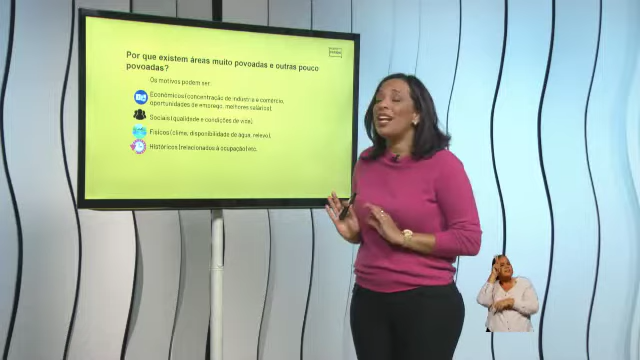 Por que existem áreas muito povoadas e outras pouco
povoadas?
Os motivos podem ser:
Econômicos (concentração de indústria e comércio,
oportunidades de emprego, melhores salários),
Sociais (qualidade e condições de vida),
Físicos (clima, disponibilidade de água, relevo),
Históricos (relacionados à ocupação) etc.